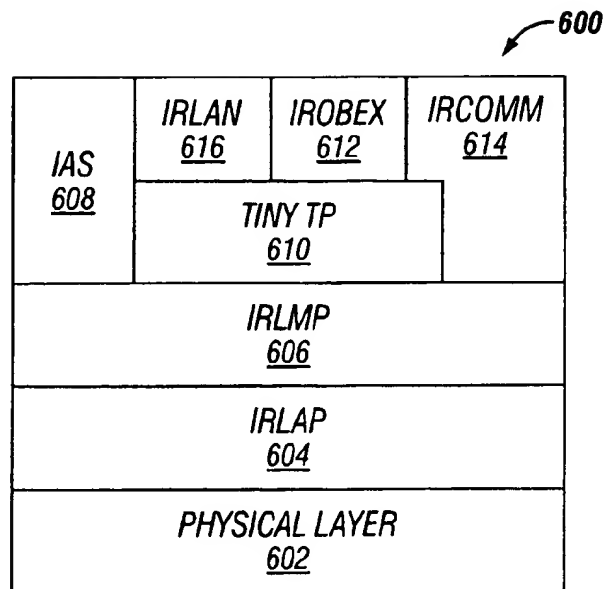 600
IAS
608
IRLAN
616
IROBEX
612
IRCOMM
614
TINY TP
610
IRLMP
606
IRLAP
604
PHYSICAL LAYER
602